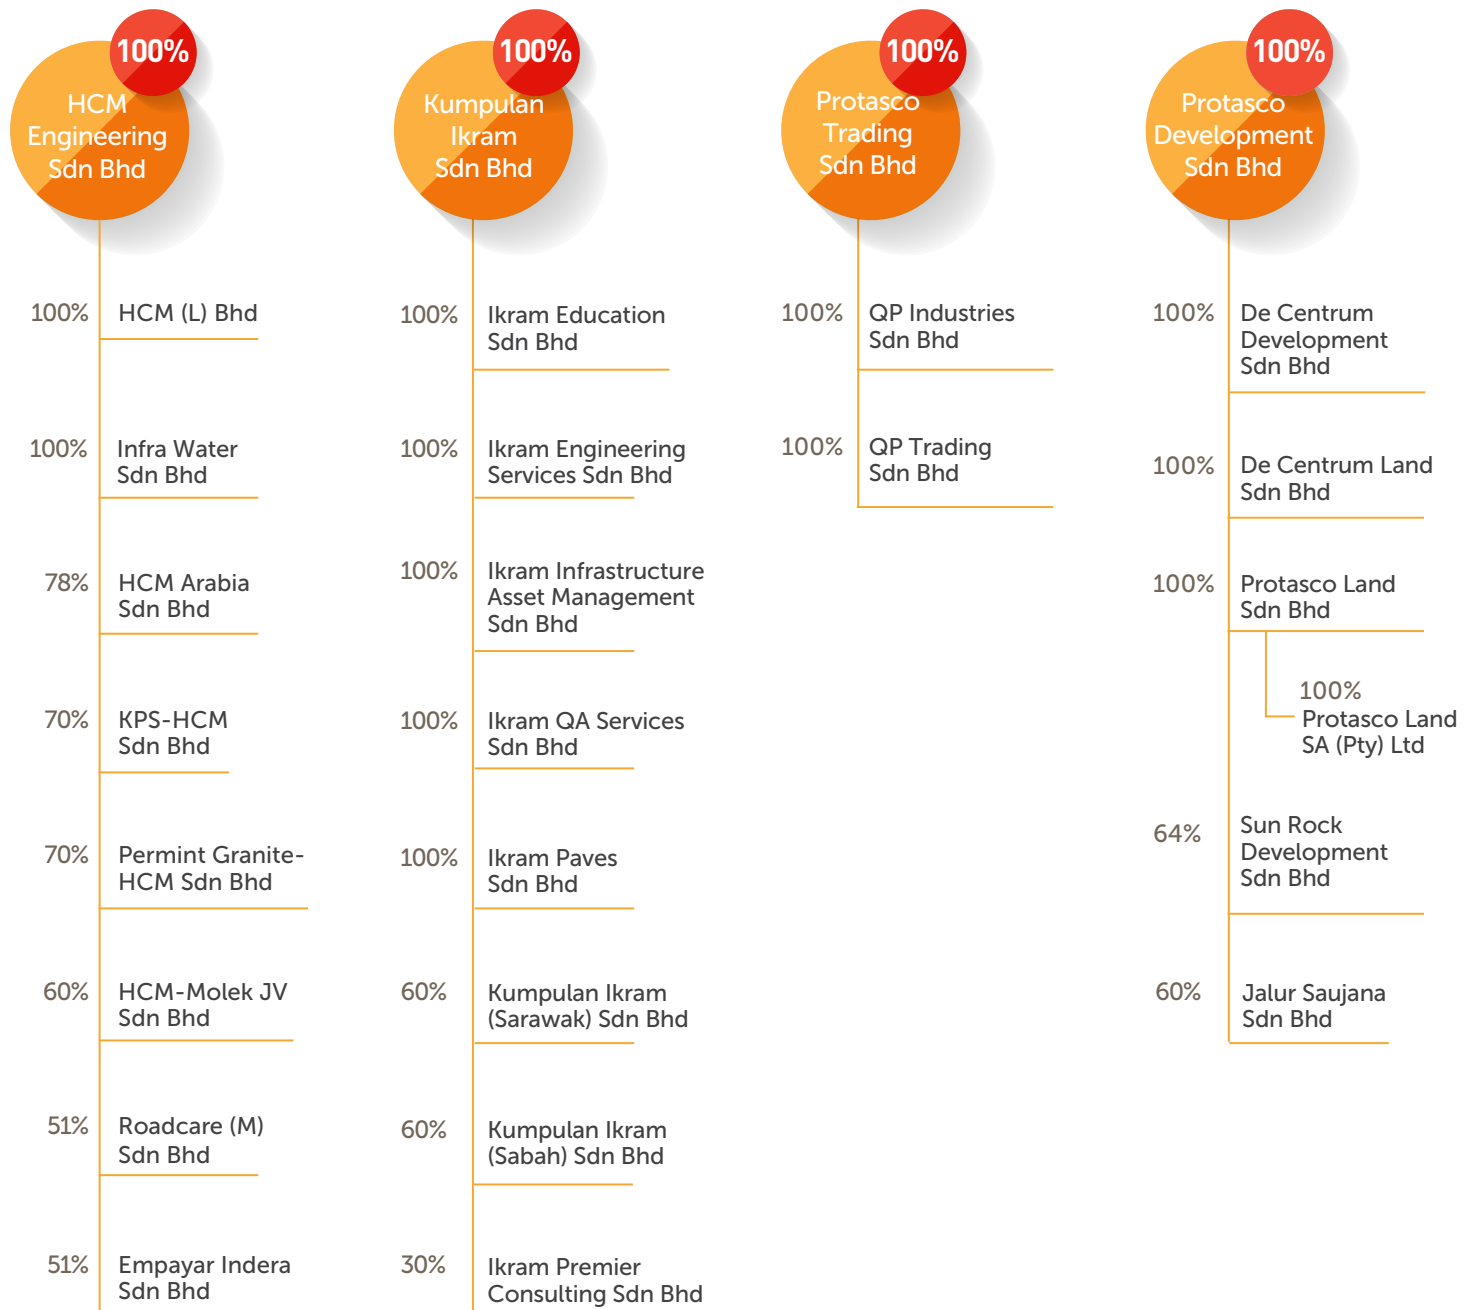 100%
HCM
Engineering
Sdn Bhd
100%
HCM (L) Bhd
100%
Infra Water
Sdn Bhd
78%
HCM Arabia
Sdn Bhd
70%
KPS-HCM
Sdn Bhd
70%
Permint Granite-
HCM Sdn Bhd
60%
HCM-Molek JV
Sdn Bhd
51%
Roadcare (M)
Sdn Bhd
51%
Empayar Indera
Sdn Bhd
100%
Kumpulan
Ikram
Sdn Bhd
100%
Ikram Education
Sdn Bhd
100%
Ikram Engineering
Services Sdn Bhd
100%
Ikram Infrastructure
Asset Management
Sdn Bhd
100%
Ikram QA Services
Sdn Bhd
100%
Ikram Paves
Sdn Bhd
60%
Kumpulan Ikram
(Sarawak) Sdn Bhd
60%
Kumpulan Ikram
(Sabah) Sdn Bhd
30%
Ikram Premier
Consulting Sdn Bhd
100%
Protasco
Trading
Sdn Bhd
100%
QP Industries
Sdn Bhd
100%
QP Trading
Sdn Bhd
100%
Protasco
Development
Sdn Bhd
100%
De Centrum
Development
Sdn Bhd
100%
De Centrum Land
Sdn Bhd
100%
Protasco Land
Sdn Bhd
100%
Protasco Land
SA (Pty) Ltd
64%
Sun Rock
Development
Sdn Bhd
60%
Jalur Saujana
Sdn Bhd